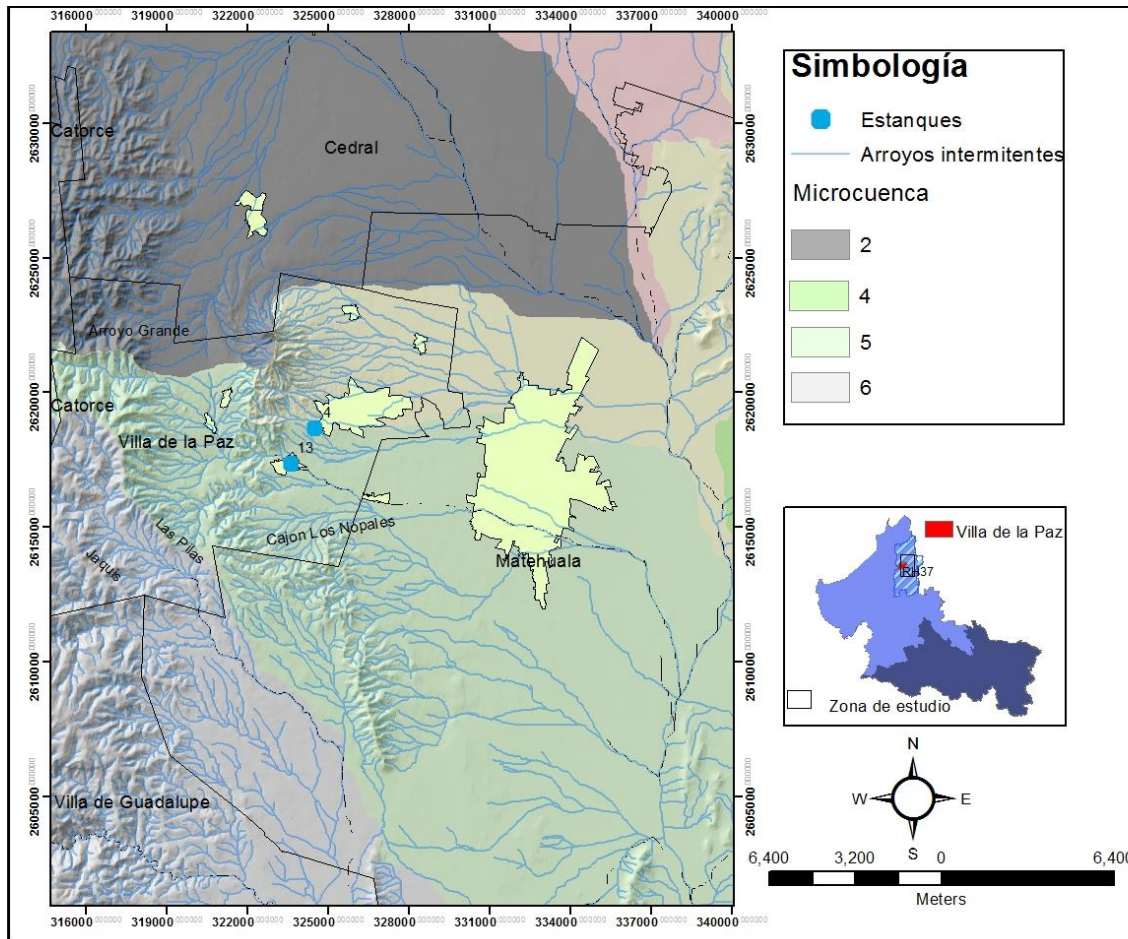 316000 319000 322000 325000 328000 331000 334000 337000 340000
2630000
2625000
2620000
2615000
2610000
2605000
Catorce
Cedral
Arroyo Grande
Catorce
4
Villa de la Paz
13
Cajon Los Nopales
Las Pilas
Jaquis
Matehuala
Villa de Guadalupe
2630000
2625000
2620000
2615000
2610000
2605000
316000 319000 322000 325000 328000 331000 334000 337000 340000
Simbología
Estanques
Arroyos intermitentes
Microcuenca
2
4
5
6
Villa de la Paz
RH37
Zona de estudio
N
W E
S
6,400 3,200 0 6,400
Meters